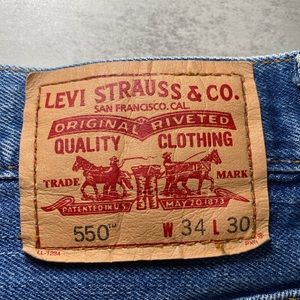 LEVI STRAUSS & CO.
SAN FRANCISCO, CAL.
ORIGINAL RIVETED
QUALITY CLOTHING
TRADE MARK
PATENTED IN U.S. MAY 20 1873
550™ W 34 L 30